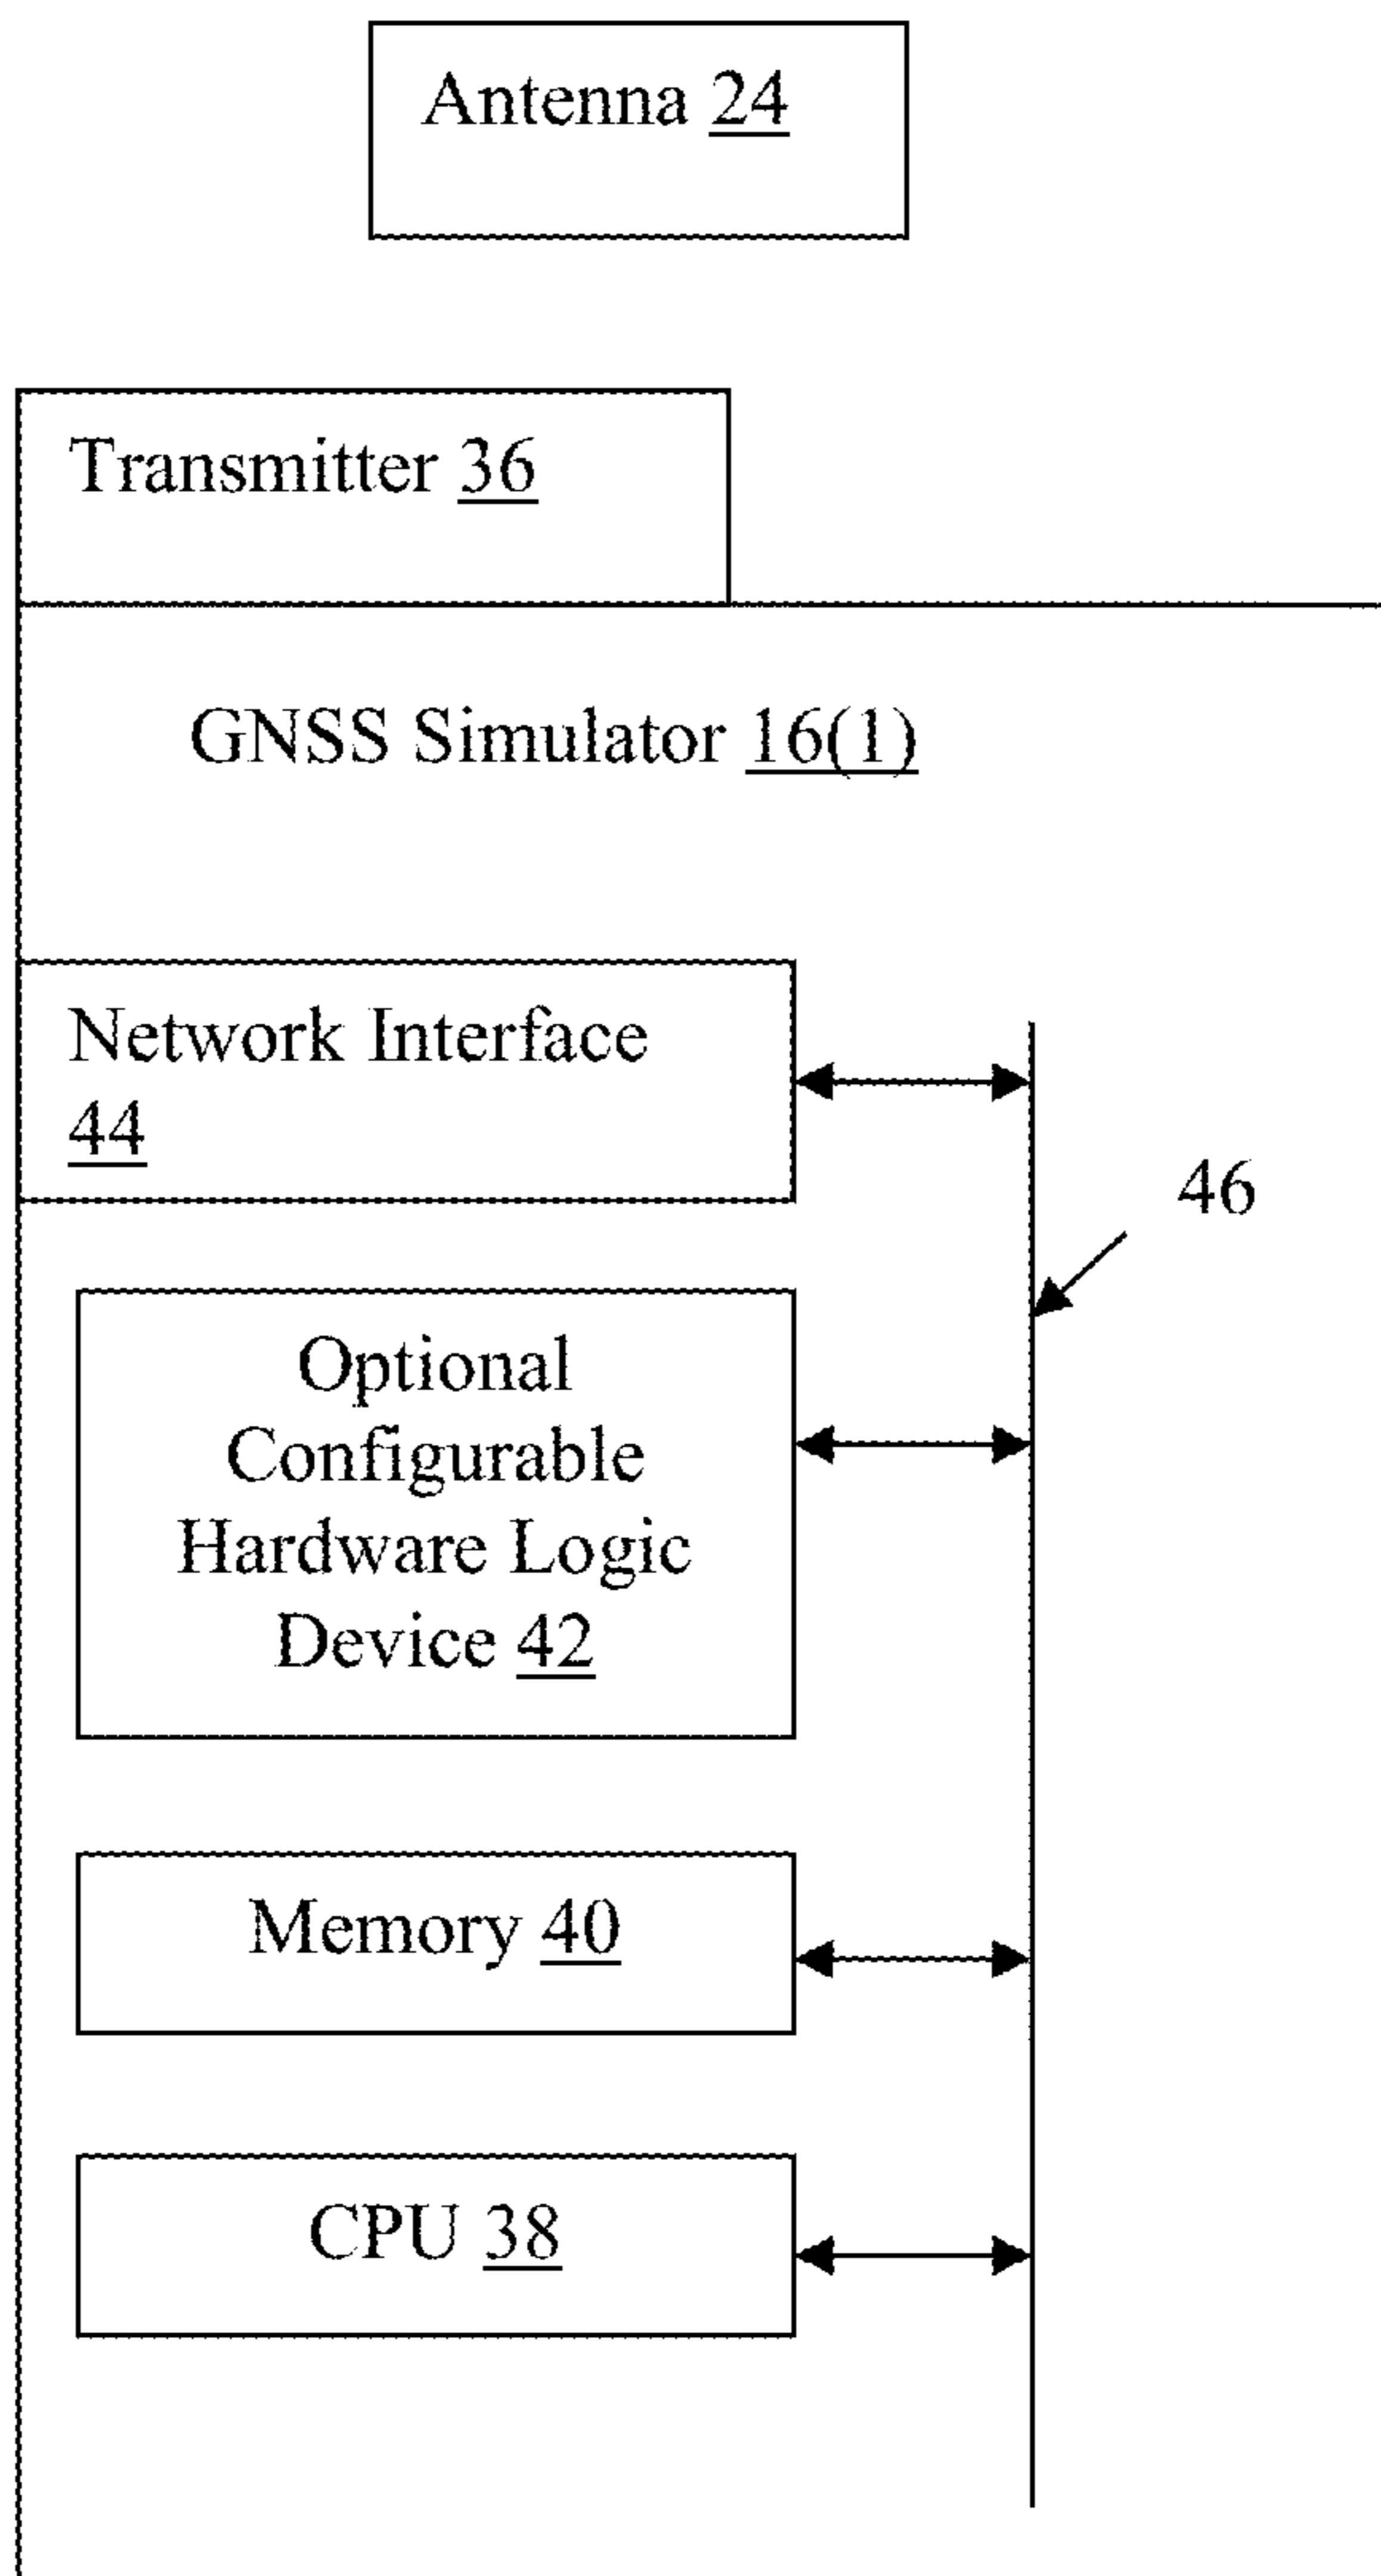 Antenna 24
Transmitter 36
GNSS Simulator 16(1)
Network Interface
44
46
Optional
Configurable
Hardware Logic
Device 42
Memory 40
CPU 38